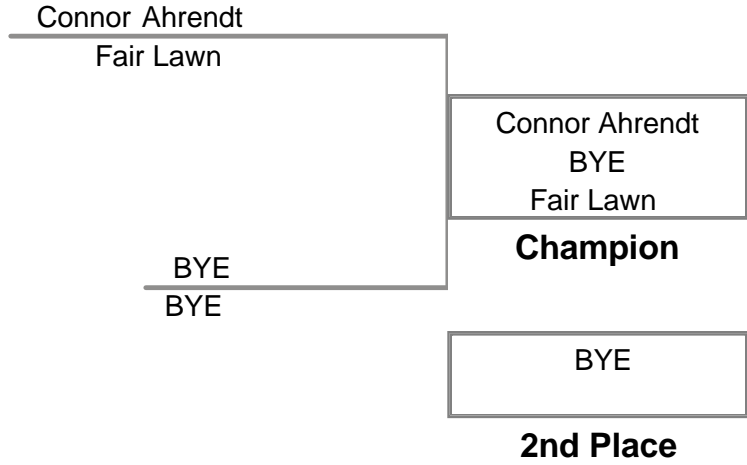 Connor Ahrendt
Fair Lawn
Connor Ahrendt
BYE
Fair Lawn
Champion
BYE
BYE
BYE
2nd Place